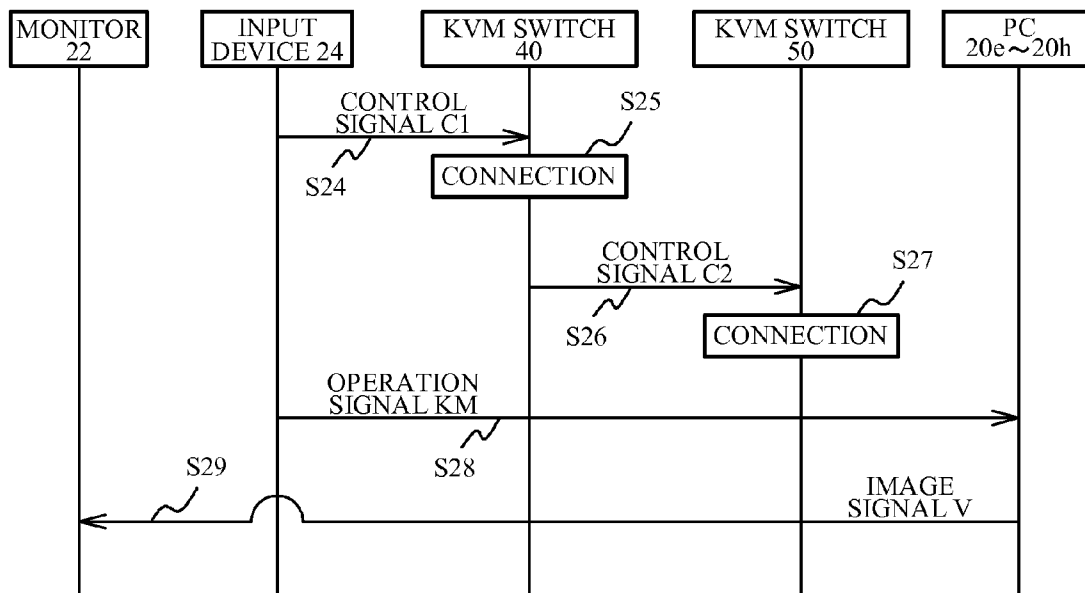 MONITOR
22
INPUT
DEVICE 24
KVM SWITCH
40
KVM SWITCH
50
PC
20e～20h
CONTROL
SIGNAL C1
S24
S25
CONNECTION
CONTROL
SIGNAL C2
S26
S27
CONNECTION
OPERATION
SIGNAL KM
S28
S29
IMAGE
SIGNAL V